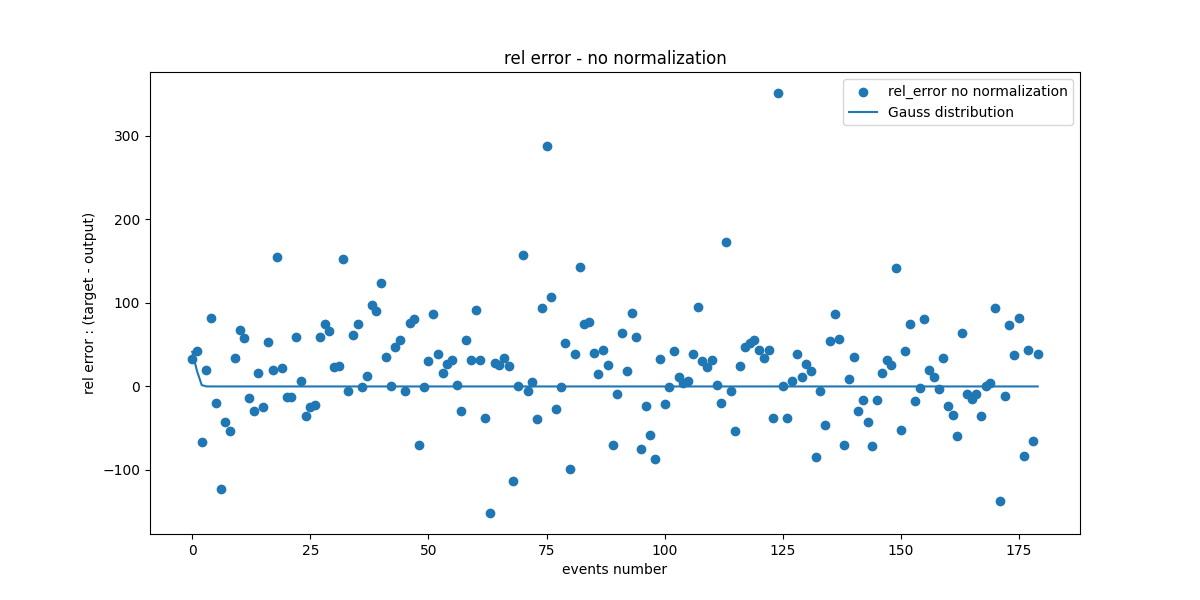 rel error - no normalization
rel_error no normalization
Gauss distribution
rel error : (target - output)
300
200
100
0
−100
0 25 50 75 100 125 150 175
events number